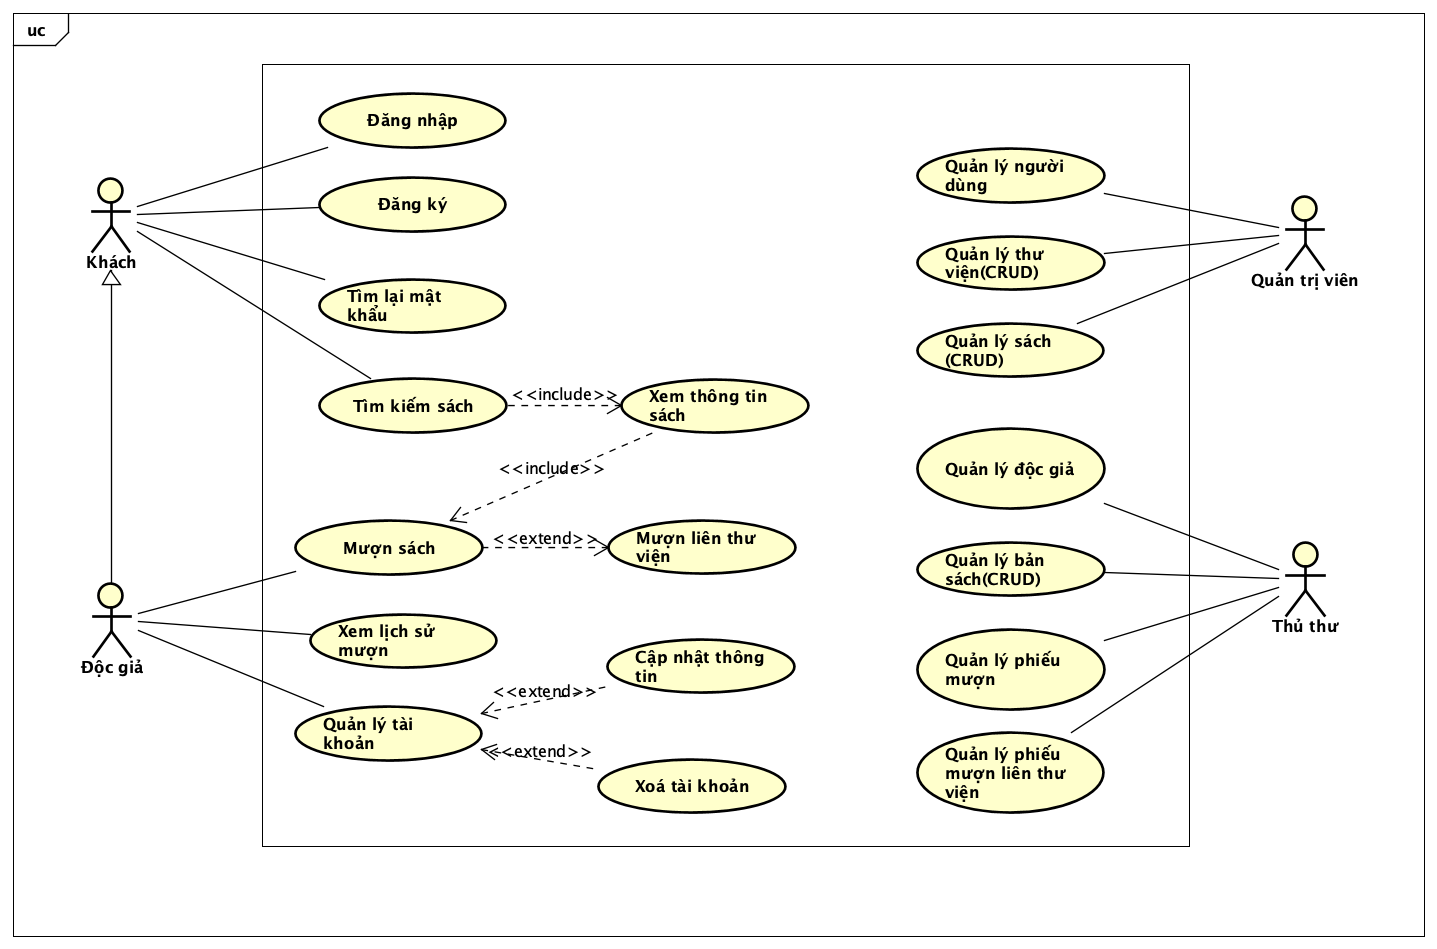 uc
Đăng nhập
Đăng ký
Tìm lại mật
khẩu
Tìm kiếm sách
<<include>>
Xem thông tin
sách
<<include>>
Mượn sách
<<extend>>
Mượn liên thư
viện
Xem lịch sử
mượn
Cập nhật thông
tin
<<extend>>
Quản lý tài
khoản
<<extend>>
Xoá tài khoản
Khách
Độc giả
Quản lý người
dùng
Quản lý thư
viện(CRUD)
Quản lý sách
(CRUD)
Quản lý độc giả
Quản lý bản
sách(CRUD)
Quản lý phiếu
mượn
Quản lý phiếu
mượn liên thư
viện
Quản trị viên
Thủ thư